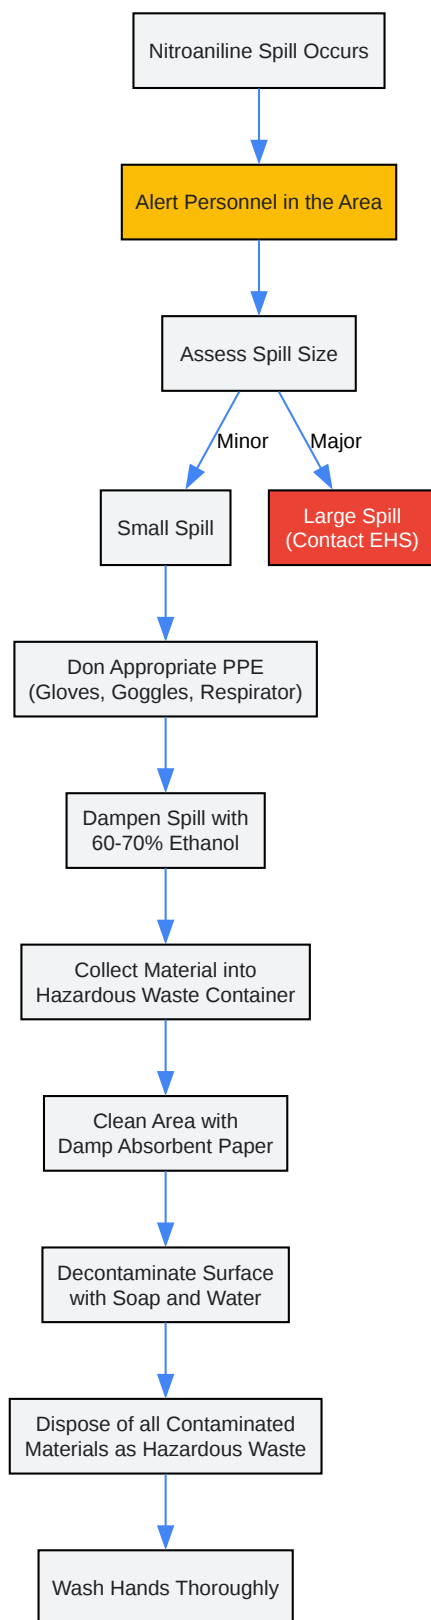 Nitroaniline Spill Occurs
Alert Personnel in the Area
Assess Spill Size
Minor
Major
Small Spill
Large Spill
(Contact EHS)
Don Appropriate PPE
(Gloves, Goggles, Respirator)
Dampen Spill with
60-70% Ethanol
Collect Material into
Hazardous Waste Container
Clean Area with
Damp Absorbent Paper
Decontaminate Surface
with Soap and Water
Dispose of all Contaminated
Materials as Hazardous Waste
Wash Hands Thoroughly